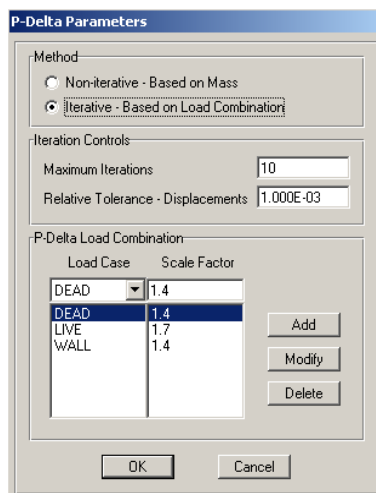 P-Delta Parameters
Method
Non-iterative - Based on Mass
Iterative - Based on Load Combination
Iteration Controls
Maximum Iterations 10
Relative Tolerance - Displacements 1.000E-03
P-Delta Load Combination
Load Case Scale Factor
DEAD 1.4
DEAD 1.4
LIVE 1.7
WALL 1.4
Add
Modify
Delete
OK Cancel